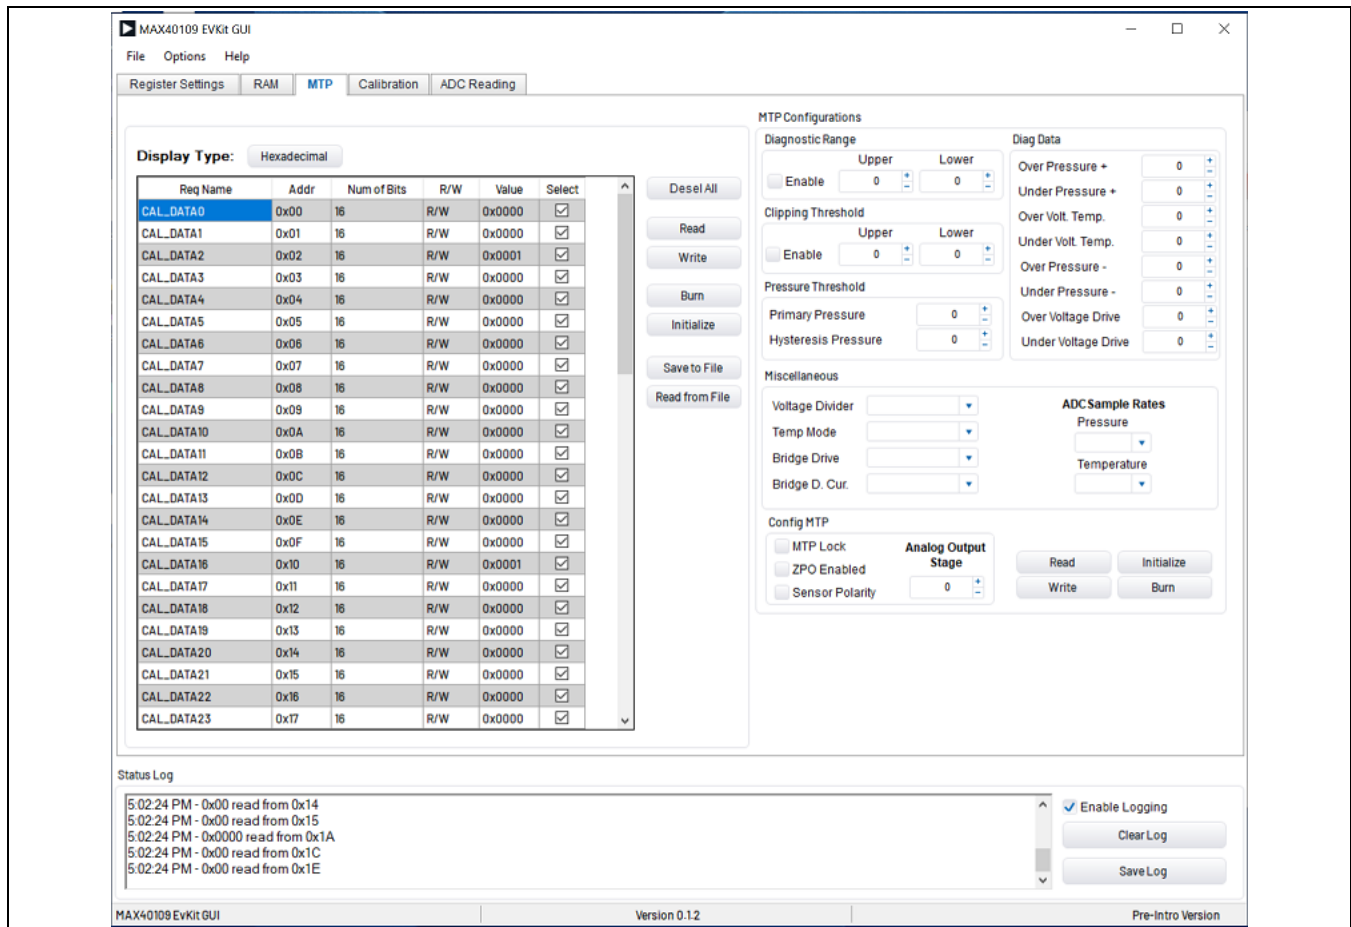 MAX40109 EVKit GUI
File Options Help
Register Settings RAM MTP Calibration ADC Reading
Display Type: Hexadecimal
Reg Name Addr Num of Bits R/W Value Select
CAL_DATA0 0x00 16 R/W 0x0000
CAL_DATA1 0x01 16 R/W 0x0000
CAL_DATA2 0x02 16 R/W 0x0001
CAL_DATA3 0x03 16 R/W 0x0000
CAL_DATA4 0x04 16 R/W 0x0000
CAL_DATA5 0x05 16 R/W 0x0000
CAL_DATA6 0x06 16 R/W 0x0000
CAL_DATA7 0x07 16 R/W 0x0000
CAL_DATA8 0x08 16 R/W 0x0000
CAL_DATA9 0x09 16 R/W 0x0000
CAL_DATA10 0x0A 16 R/W 0x0000
CAL_DATA11 0x0B 16 R/W 0x0000
CAL_DATA12 0x0C 16 R/W 0x0000
CAL_DATA13 0x0D 16 R/W 0x0000
CAL_DATA14 0x0E 16 R/W 0x0000
CAL_DATA15 0x0F 16 R/W 0x0000
CAL_DATA16 0x10 16 R/W 0x0001
CAL_DATA17 0x11 16 R/W 0x0000
CAL_DATA18 0x12 16 R/W 0x0000
CAL_DATA19 0x13 16 R/W 0x0000
CAL_DATA20 0x14 16 R/W 0x0000
CAL_DATA21 0x15 16 R/W 0x0000
CAL_DATA22 0x16 16 R/W 0x0000
CAL_DATA23 0x17 16 R/W 0x0000
Desel All
Read
Write
Burn
Initialize
Save to File
Read from File
MTP Configurations
Diagnostic Range
Upper Lower
Enable 0 0
Clipping Threshold
Upper Lower
Enable 0 0
Pressure Threshold
Primary Pressure 0
Hysteresis Pressure 0
Diag Data
Over Pressure + 0
Under Pressure + 0
Over Volt. Temp. 0
Under Volt. Temp. 0
Over Pressure - 0
Under Pressure - 0
Over Voltage Drive 0
Under Voltage Drive 0
Miscellaneous
Voltage Divider
Temp Mode
Bridge Drive
Bridge D. Cur.
ADC Sample Rates
Pressure
Temperature
Config MTP
MTP Lock
ZPO Enabled
Sensor Polarity
Analog Output
Stage
0
Read Initialize
Write Burn
Status Log
5:02:24 PM - 0x00 read from 0x14
5:02:24 PM - 0x00 read from 0x15
5:02:24 PM - 0x0000 read from 0x1A
5:02:24 PM - 0x00 read from 0x1C
5:02:24 PM - 0x00 read from 0x1E
Enable Logging
Clear Log
Save Log
MAX40109 EvKit GUI Version 0.1.2 Pre-Intro Version